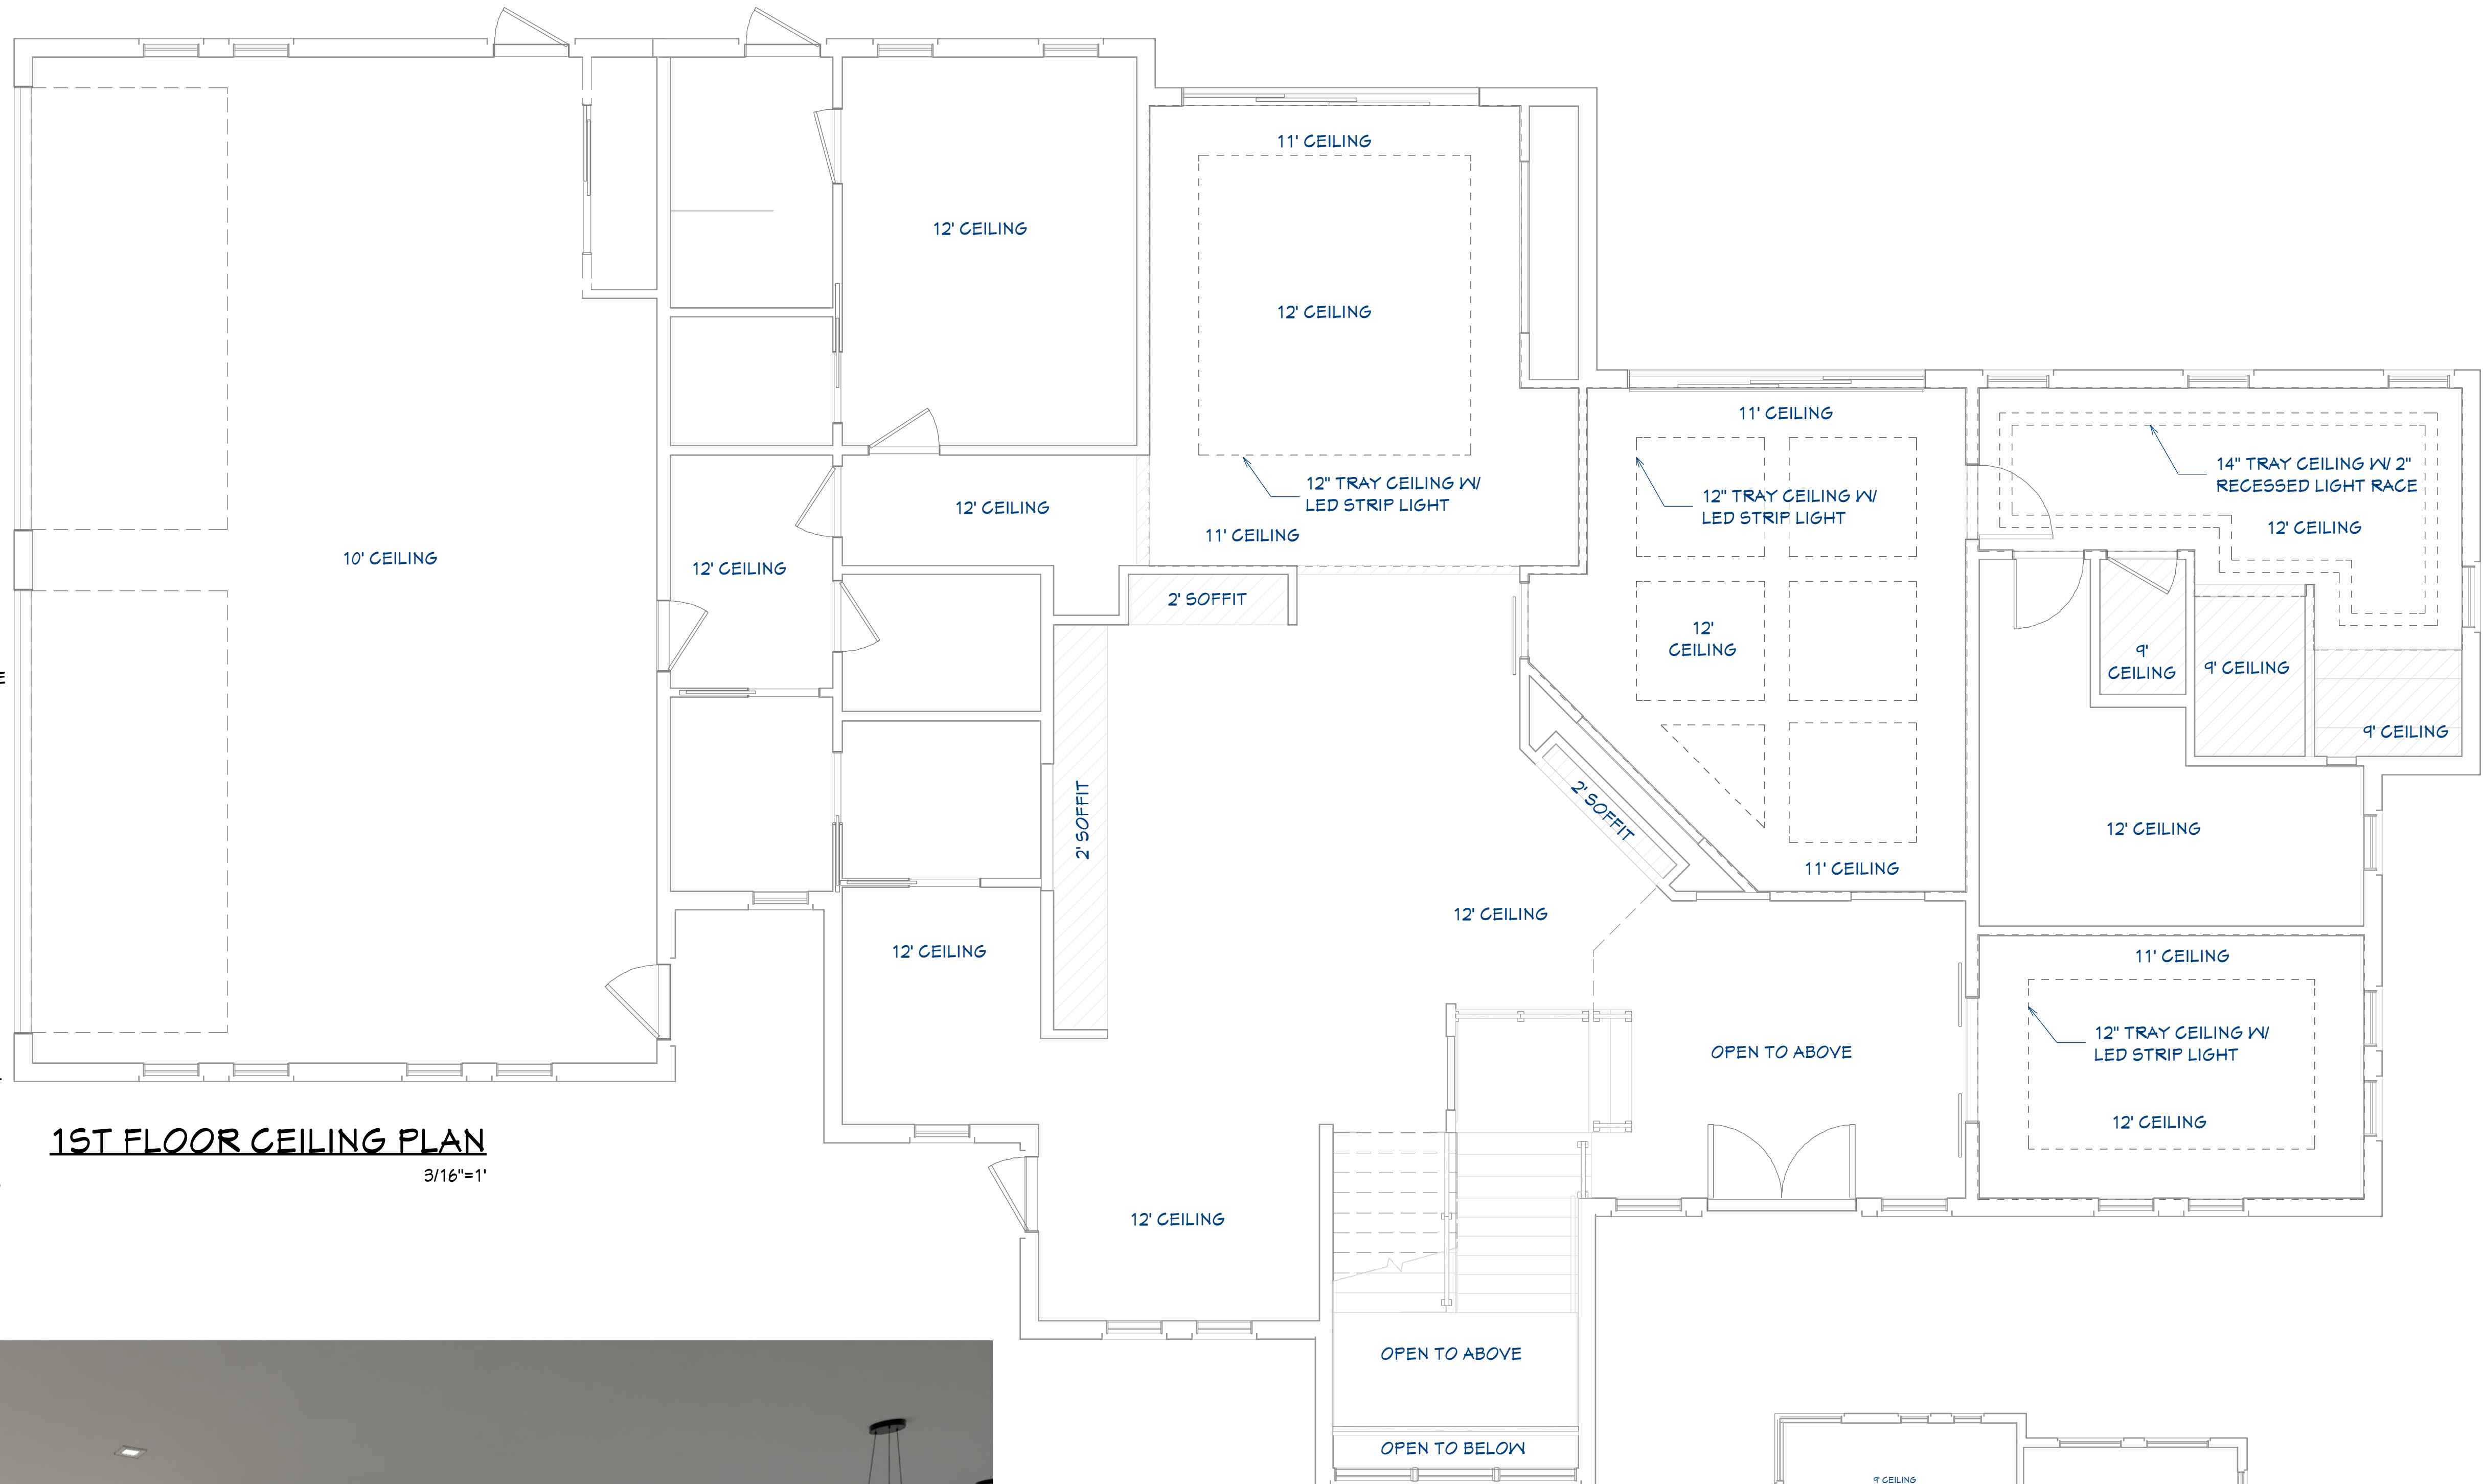 11' CEILING
12' CEILING
12' CEILING
11' CEILING
12" TRAY CEILING W/
LED STRIP LIGHT
12" TRAY CEILING W/
LED STRIP LIGHT
14" TRAY CEILING W/ 2"
RECESSED LIGHT RACE
12' CEILING
12' CEILING
11' CEILING
10' CEILING
12' CEILING
2' SOFFIT
12'
CEILING
9'
CEILING
9' CEILING
9' CEILING
2' SOFFIT
2' SOFFIT
12' CEILING
11' CEILING
12' CEILING
12' CEILING
11' CEILING
OPEN TO ABOVE
12" TRAY CEILING W/
LED STRIP LIGHT
12' CEILING
1ST FLOOR CEILING PLAN
3/16"=1'
12' CEILING
OPEN TO ABOVE
OPEN TO BELOW
9' CEILING